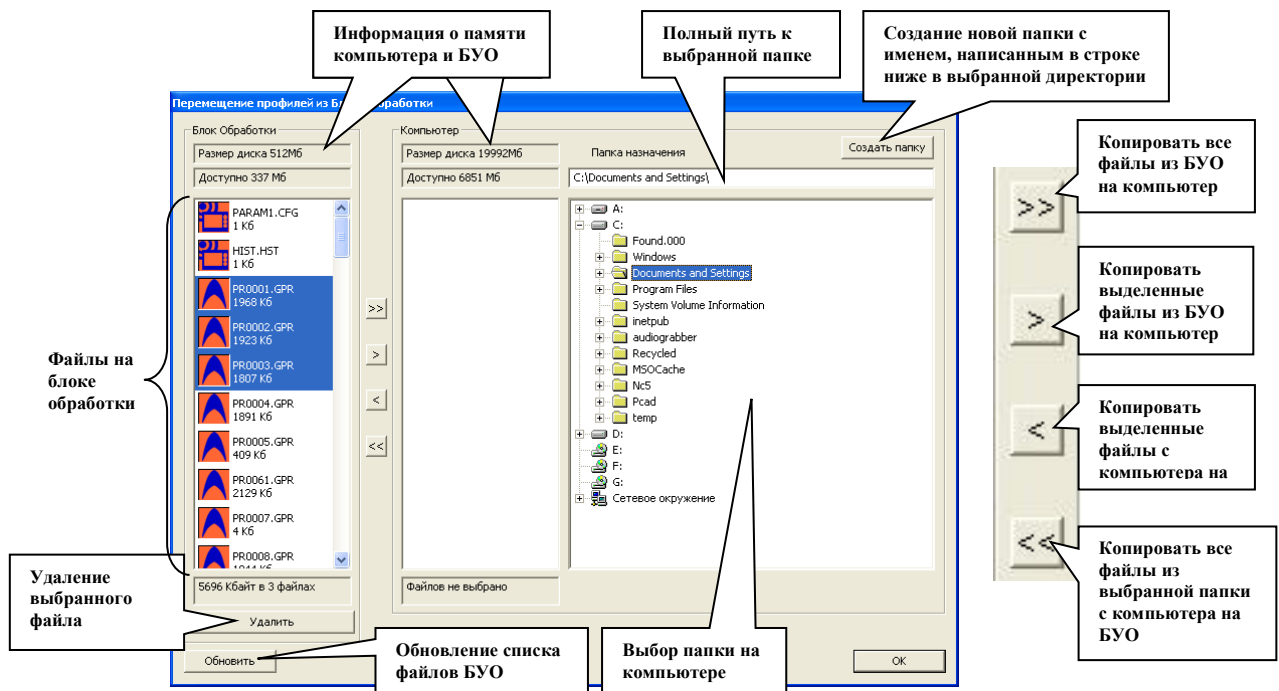 Информация о памяти
компьютера и БУО
Полный путь к
выбранной папке
Создание новой папки с
именем, написанным в строке
ниже в выбранной директории
Перемещение профилей из Бло
обработки
Блок Обработки
Размер диска 512Мб
Доступно 337 Мб
Компьютер
Размер диска 19992Мб
Доступно 6851 Мб
Папка назначения
Создать папку
C:\Documents and Settings\
PARAM1.CFG
1 Кб
HIST.HST
1 Кб
PR0001.GPR
1968 Кб
PR0002.GPR
1923 Кб
PR0003.GPR
1807 Кб
PR0004.GPR
1891 Кб
PR0005.GPR
409 Кб
PR0061.GPR
2129 Кб
PR0007.GPR
4 Кб
PR0008.GPR
5696 Кбайт в 3 файлах
Удалить
Обновить
>>
>
<
<<
Файлов не выбрано
A:
C:
Found.000
Windows
Documents and Settings
Program Files
System Volume Information
inetpub
audiograbber
Recycled
MSOCache
Nc5
Pcad
temp
D:
E:
F:
G:
Сетевое окружение
OK
Файлы на
блоке
обработки
Удаление
выбранного
файла
Обновление списка
файлов БУО
Выбор папки на
компьютере
>>
Копировать все
файлы из БУО
на компьютер
>
Копировать
выделенные
файлы из БУО
на компьютер
<
Копировать
выделенные
файлы с
компьютера на
<<
Копировать все
файлы из
выбранной папки
с компьютера на
БУО